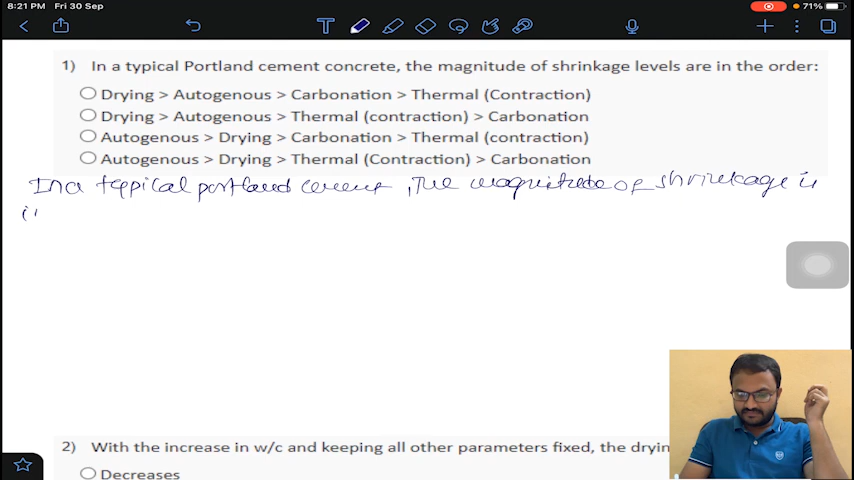 8:21 PM Fri 30 Sep
71%
1) In a typical Portland cement concrete, the magnitude of shrinkage levels are in the order:
Drying > Autogenous > Carbonation > Thermal (Contraction)
Drying > Autogenous > Thermal (contraction) > Carbonation
Autogenous > Drying > Carbonation > Thermal (contraction)
Autogenous > Drying > Thermal (Contraction) > Carbonation
In a typical portland cement, The magnitude of shrinkage is
2) With the increase in w/c and keeping all other parameters fixed, the dryin
Decreases